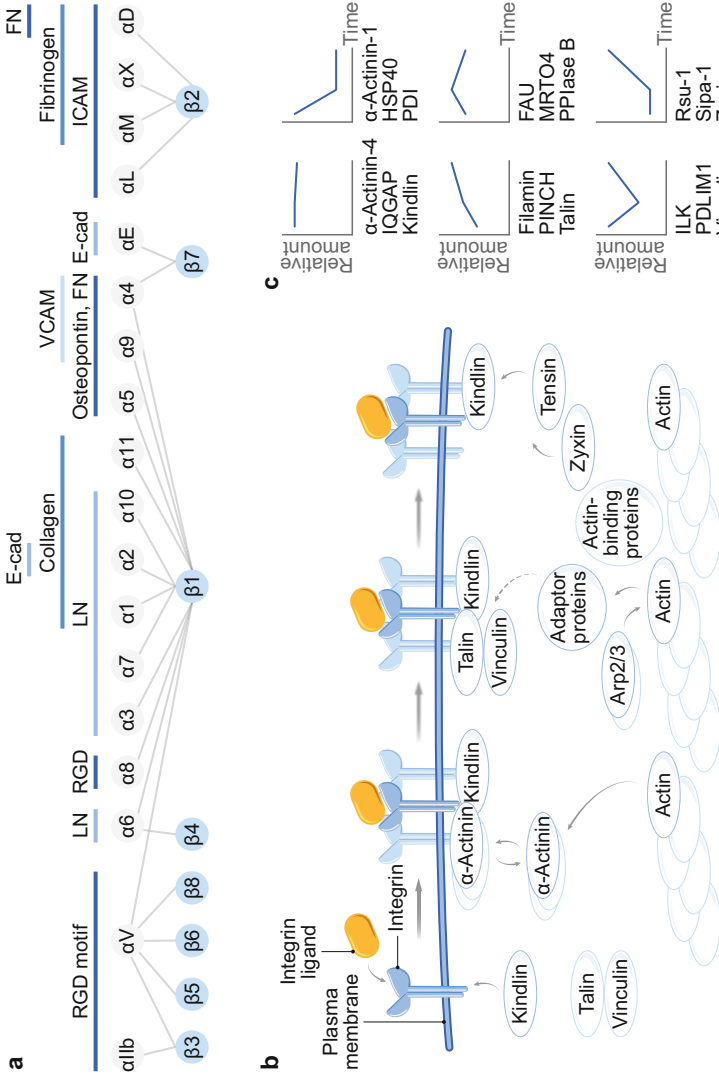 a
E-cad
FN
Collagen
VCAM
Fibrinogen
RGD motif
LN
RGD
LN
Osteopontin, FN
E-cad
ICAM
αIIb
αV
α6
α8
α3
α7
α1
α2
α10
α11
α5
α9
α4
αE
αL
αM
αX
αD
β3
β5
β6
β8
β4
β1
β7
β2
b
Integrin
ligand
Integrin
Plasma
membrane
Kindlin
Talin
Vinculin
α-Actinin
Kindlin
α-Actinin
Actin
Talin
Kindlin
Vinculin
Adaptor
proteins
Arp2/3
Actin
Actin-
binding
proteins
Kindlin
Tensin
Zyxin
Actin
c
Relative
amount
Time
α-Actinin-4
IQGAP
Kindlin
α-Actinin-1
HSP40
PDI
Relative
amount
Time
Filamin
PINCH
Talin
FAU
MRTO4
PPIase B
Relative
amount
Time
ILK
PDLIM1
Rsu-1
Sipa-1